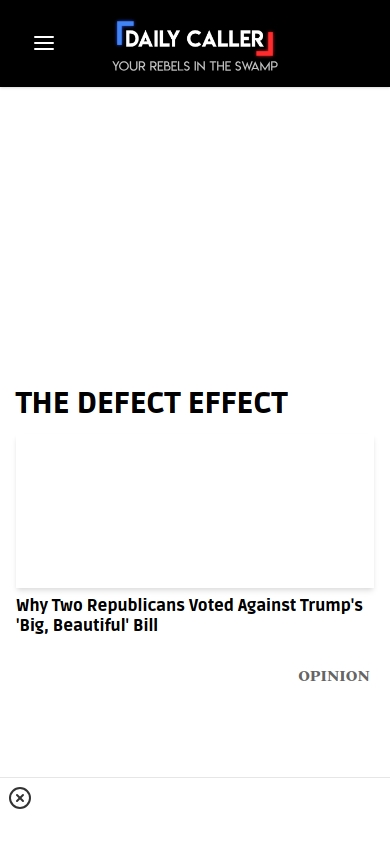 DAILY CALLER
YOUR REBELS IN THE SWAMP
THE DEFECT EFFECT
Why Two Republicans Voted Against Trump's
'Big, Beautiful' Bill
OPINION